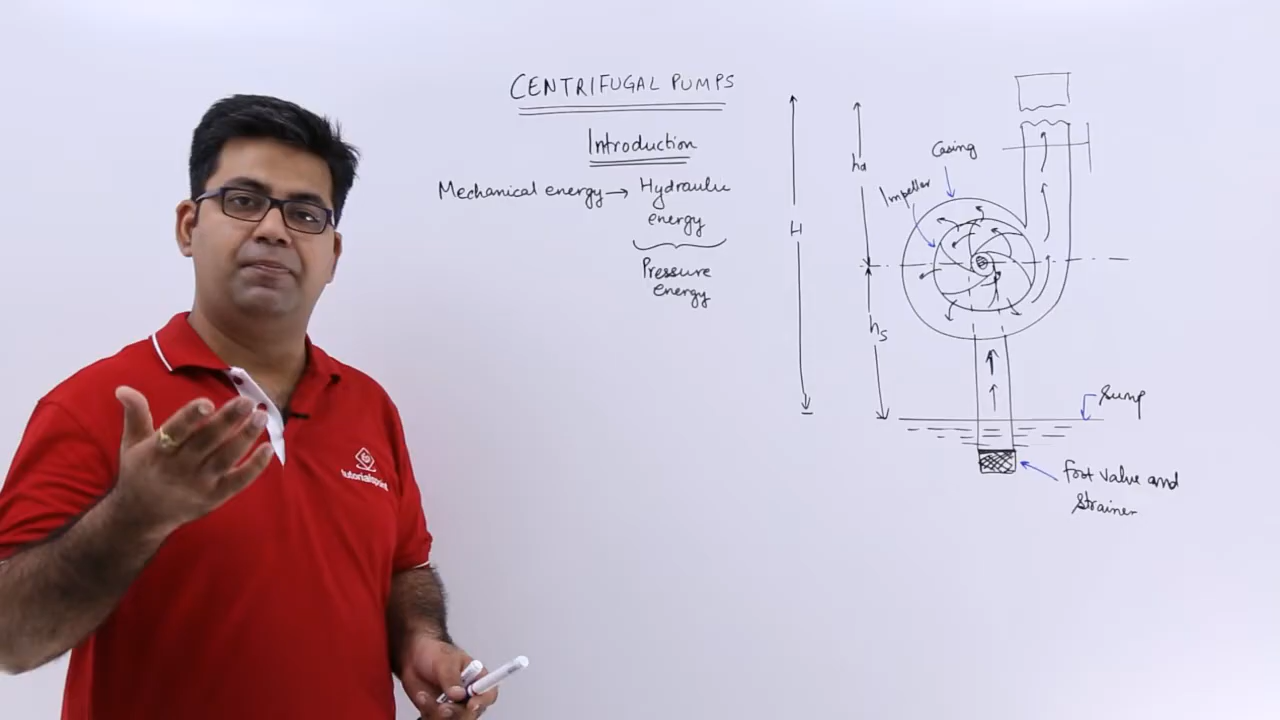 CENTRIFUGAL PUMPS
Introduction
Mechanical energy → Hydraulic
energy
Pressure
energy
H
hd
hs
Casing
Impeller
Sump
Foot valve and
Strainer
tutorialspoint